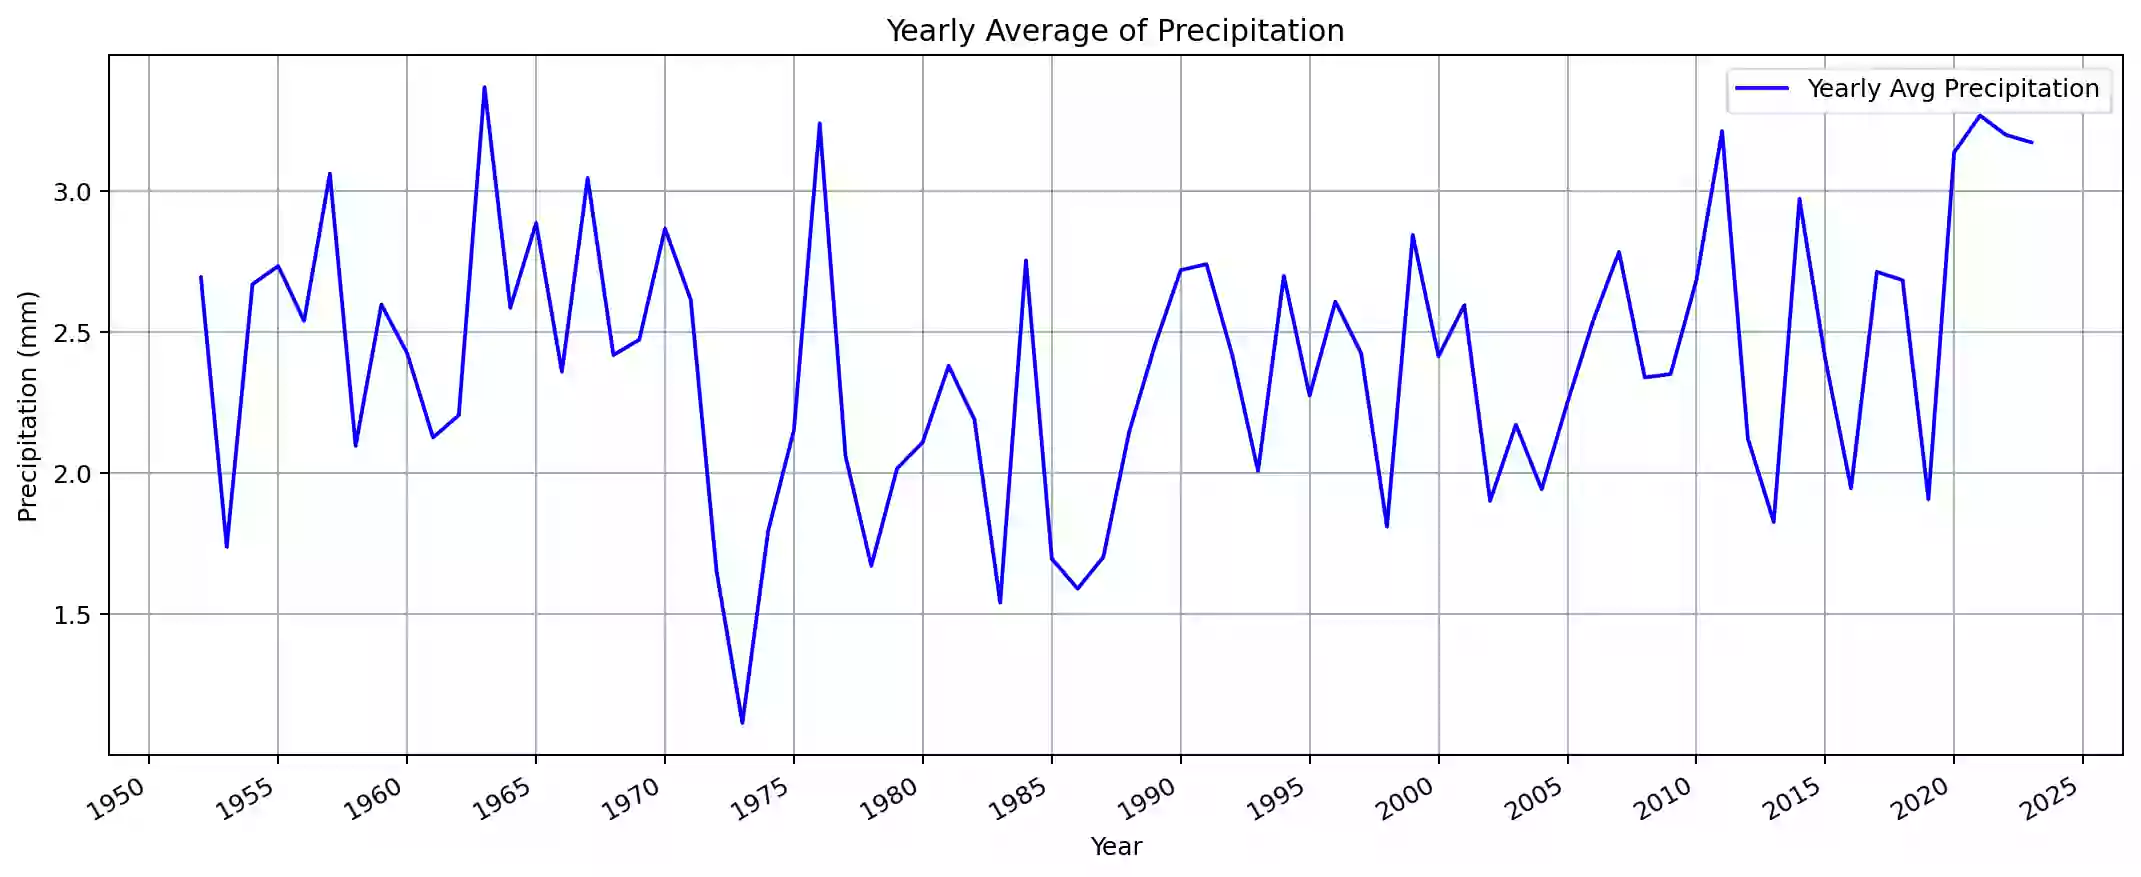 Yearly Average of Precipitation
Yearly Avg Precipitation
Precipitation (mm)
3.0
2.5
2.0
1.5
1950 1955 1960 1965 1970 1975 1980 1985 1990 1995 2000 2005 2010 2015 2020 2025
Year